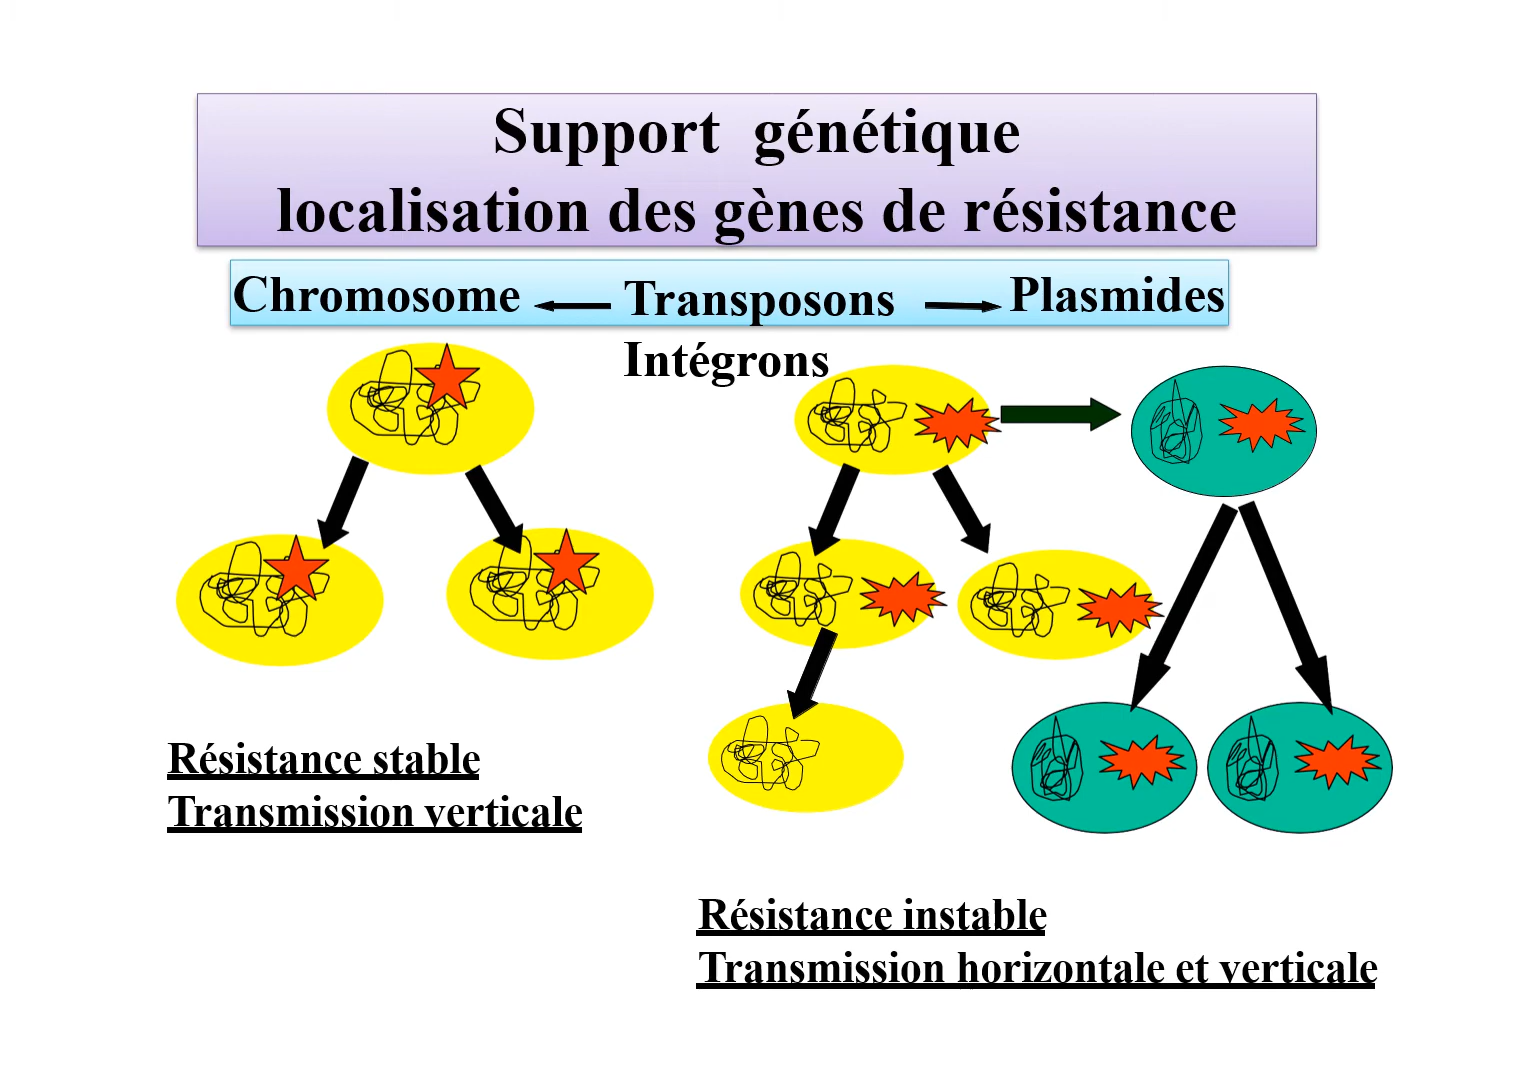 Support génétique
localisation des gènes de résistance
Chromosome Transposons Plasmides
Intégrons
Résistance stable
Transmission verticale
Résistance instable
Transmission horizontale et verticale